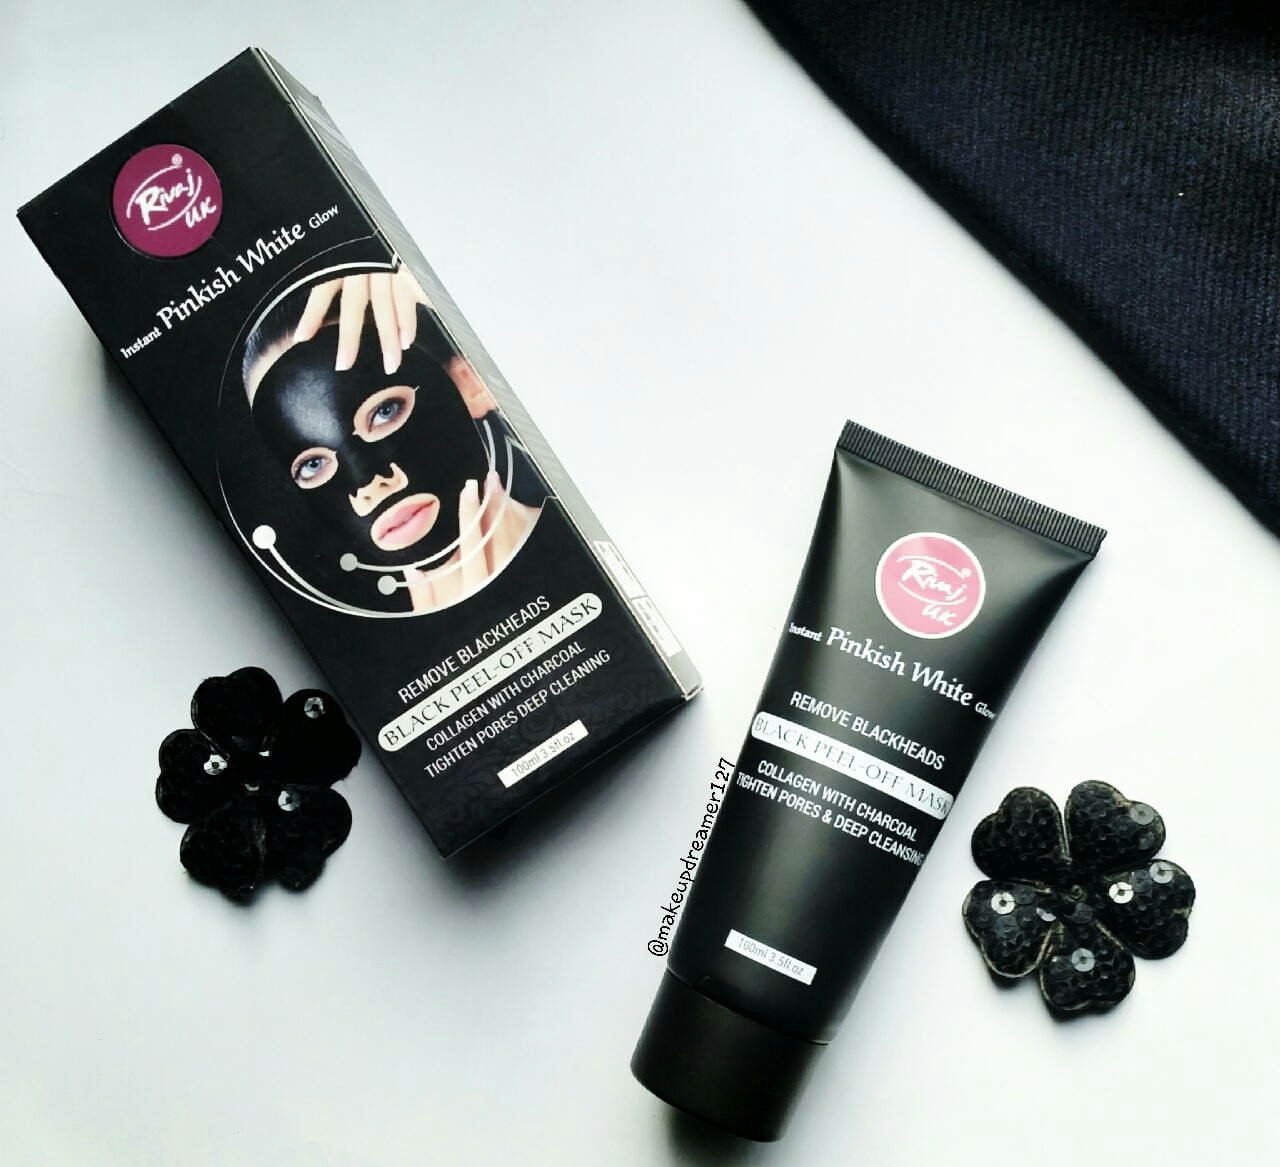 Rivaj
UK
Instant Pinkish White Glow
REMOVE BLACKHEADS
BLACK PEEL-OFF MASK
COLLAGEN WITH CHARCOAL
TIGHTEN PORES DEEP CLEANING
100ml 3.5fl.oz
Rivaj
UK
Instant Pinkish White Glow
REMOVE BLACKHEADS
BLACK PEEL-OFF MASK
COLLAGEN WITH CHARCOAL
TIGHTEN PORES & DEEP CLEANSING
100ml 3.5fl.oz
@makeupdreamer127